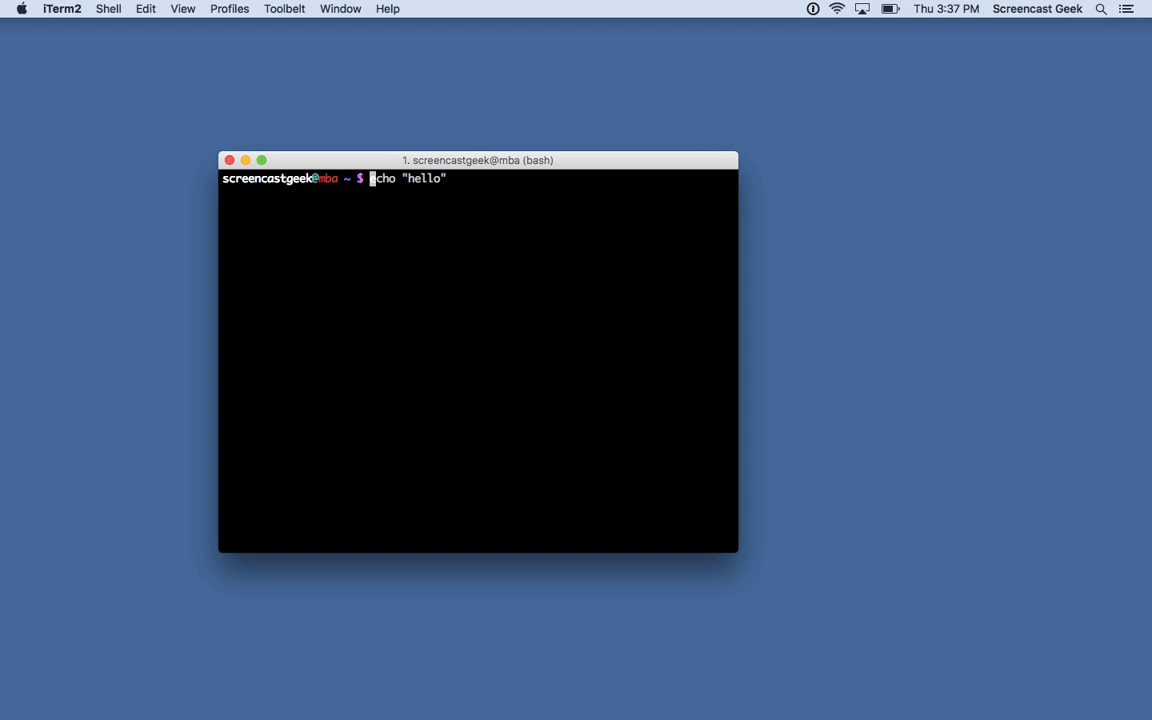 iTerm2 Shell Edit View Profiles Toolbelt Window Help Thu 3:37 PM Screencast Geek
1. screencastgeek@mba (bash)
screencastgeek@mba ~ $ echo "hello"